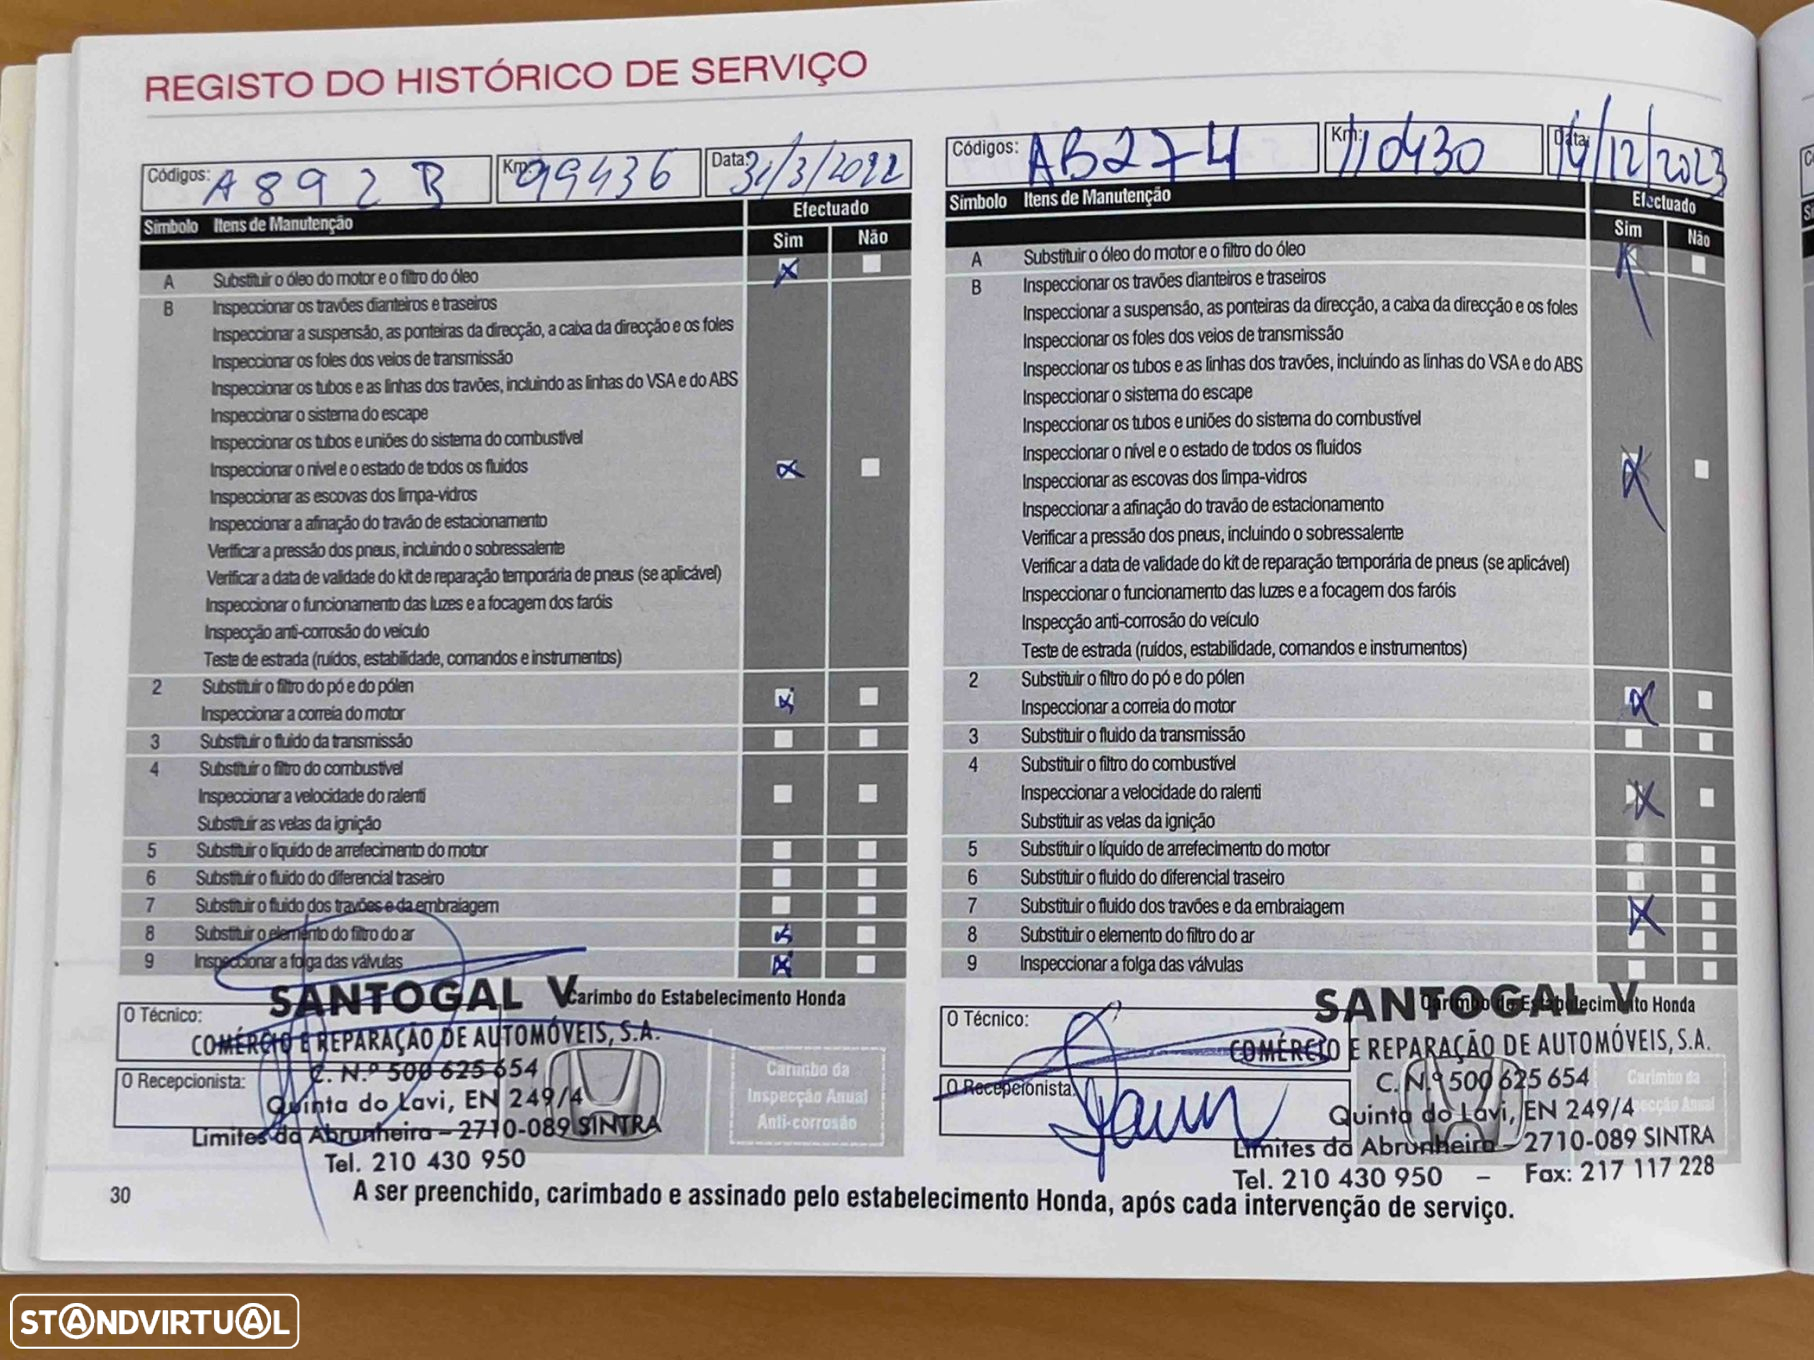 REGISTO DO HISTÓRICO DE SERVIÇO
Códigos: A 8 9 2 B Km: 99436 Data: 31/3/2022
Símbolo Itens de Manutenção Efectuado
Sim Não
A Substituir o óleo do motor e o filtro do óleo
B Inspeccionar os travões dianteiros e traseiros
Inspeccionar a suspensão, as ponteiras da direcção, a caixa da direcção e os foles
Inspeccionar os foles dos veios de transmissão
Inspeccionar os tubos e as linhas dos travões, incluindo as linhas do VSA e do ABS
Inspeccionar o sistema do escape
Inspeccionar os tubos e uniões do sistema do combustível
Inspeccionar o nível e o estado de todos os fluidos
Inspeccionar as escovas dos limpa-vidros
Inspeccionar a afinação do travão de estacionamento
Verificar a pressão dos pneus, incluindo o sobressalente
Verificar a data de validade do kit de reparação temporária de pneus (se aplicável)
Inspeccionar o funcionamento das luzes e a focagem dos faróis
Inspecção anti-corrosão do veículo
Teste de estrada (ruídos, estabilidade, comandos e instrumentos)
2 Substituir o filtro do pó e do pólen
Inspeccionar a correia do motor
3 Substituir o fluido da transmissão
4 Substituir o filtro do combustível
Inspeccionar a velocidade do ralenti
Substituir as velas da ignição
5 Substituir o líquido de arrefecimento do motor
6 Substituir o fluido do diferencial traseiro
7 Substituir o fluido dos travões e da embraiagem
8 Substituir o elemento do filtro do ar
9 Inspeccionar a folga das válvulas
SANTOGAL V
Carimbo do Estabelecimento Honda
O Técnico:
COMÉRCIO E REPARAÇÃO DE AUTOMÓVEIS, S.A.
C. N.º 500 625 654
O Recepcionista:
Quinta do Lavi, EN 249/4
Limites da Abrunheira – 2710-089 SINTRA
Tel. 210 430 950
Carimbo da
Inspecção Anual
Anti-corrosão
Códigos: AB274 Km: 110430 Data: 14/12/2023
Símbolo Itens de Manutenção Efectuado
Sim Não
A Substituir o óleo do motor e o filtro do óleo
B Inspeccionar os travões dianteiros e traseiros
Inspeccionar a suspensão, as ponteiras da direcção, a caixa da direcção e os foles
Inspeccionar os foles dos veios de transmissão
Inspeccionar os tubos e as linhas dos travões, incluindo as linhas do VSA e do ABS
Inspeccionar o sistema do escape
Inspeccionar os tubos e uniões do sistema do combustível
Inspeccionar o nível e o estado de todos os fluidos
Inspeccionar as escovas dos limpa-vidros
Inspeccionar a afinação do travão de estacionamento
Verificar a pressão dos pneus, incluindo o sobressalente
Verificar a data de validade do kit de reparação temporária de pneus (se aplicável)
Inspeccionar o funcionamento das luzes e a focagem dos faróis
Inspecção anti-corrosão do veículo
Teste de estrada (ruídos, estabilidade, comandos e instrumentos)
2 Substituir o filtro do pó e do pólen
Inspeccionar a correia do motor
3 Substituir o fluido da transmissão
4 Substituir o filtro do combustível
Inspeccionar a velocidade do ralenti
Substituir as velas da ignição
5 Substituir o líquido de arrefecimento do motor
6 Substituir o fluido do diferencial traseiro
7 Substituir o fluido dos travões e da embraiagem
8 Substituir o elemento do filtro do ar
9 Inspeccionar a folga das válvulas
SANTOGAL V
Carimbo do Estabelecimento Honda
O Técnico:
COMÉRCIO E REPARAÇÃO DE AUTOMÓVEIS, S.A.
C. N.º 500 625 654
O Recepcionista:
Quinta do Lavi, EN 249/4
Limites da Abrunheira – 2710-089 SINTRA
Tel. 210 430 950 – Fax: 217 117 228
Carimbo da
30 A ser preenchido, carimbado e assinado pelo estabelecimento Honda, após cada intervenção de serviço.
STANDVIRTUAL